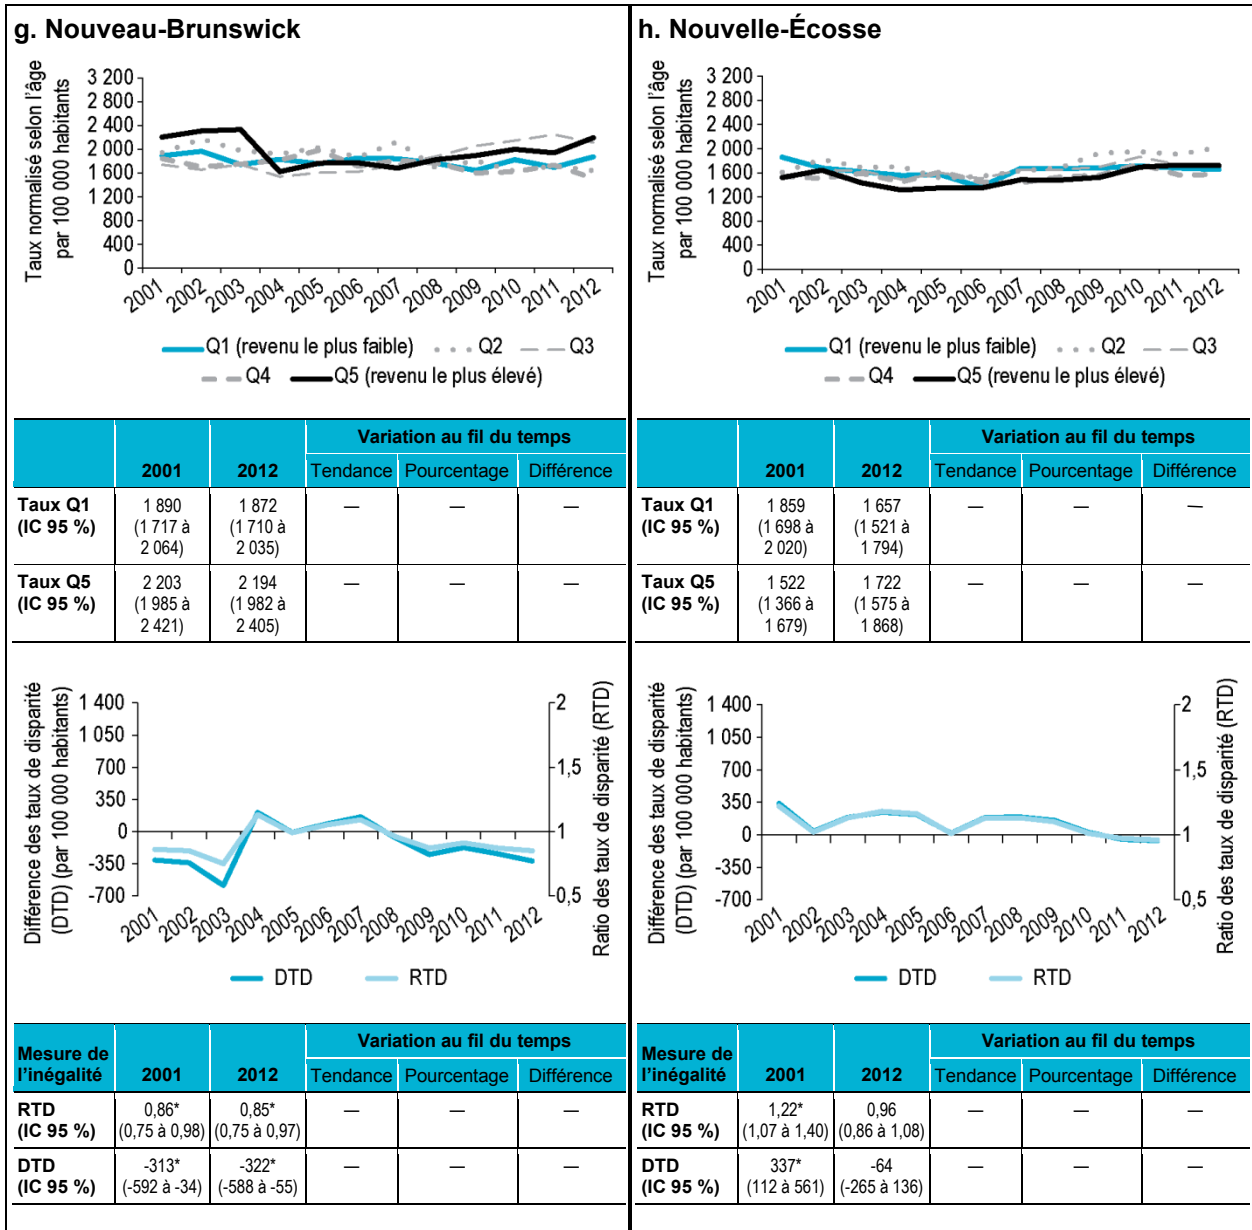 g. Nouveau-Brunswick
Taux normalisé selon l'âge
par 100 000 habitants
3 200
2 800
2 400
2 000
1 600
1 200
800
400
0
2001 2002 2003 2004 2005 2006 2007 2008 2009 2010 2011 2012
Q1 (revenu le plus faible) Q2 Q3
Q4 Q5 (revenu le plus élevé)
Variation au fil du temps
2001 2012 Tendance Pourcentage Différence
Taux Q1 1 890 1 872 — — —
(IC 95 %) (1 717 à (1 710 à
2 064) 2 035)
Taux Q5 2 203 2 194 — — —
(IC 95 %) (1 985 à (1 982 à
2 421) 2 405)
Différence des taux de disparité
(DTD) (par 100 000 habitants)
1 400
1 050
700
350
0
-350
-700
2
1,5
1
0,5
Ratio des taux de disparité (RTD)
2001 2002 2003 2004 2005 2006 2007 2008 2009 2010 2011 2012
DTD RTD
Mesure de Variation au fil du temps
l'inégalité 2001 2012 Tendance Pourcentage Différence
RTD 0,86* 0,85* — — —
(IC 95 %) (0,75 à 0,98) (0,75 à 0,97)
DTD -313* -322* — — —
(IC 95 %) (-592 à -34) (-588 à -55)
h. Nouvelle-Écosse
Taux normalisé selon l'âge
par 100 000 habitants
3 200
2 800
2 400
2 000
1 600
1 200
800
400
0
2001 2002 2003 2004 2005 2006 2007 2008 2009 2010 2011 2012
Q1 (revenu le plus faible) Q2 Q3
Q4 Q5 (revenu le plus élevé)
Variation au fil du temps
2001 2012 Tendance Pourcentage Différence
Taux Q1 1 859 1 657 — — —
(IC 95 %) (1 698 à (1 521 à
2 020) 1 794)
Taux Q5 1 522 1 722 — — —
(IC 95 %) (1 366 à (1 575 à
1 679) 1 868)
Différence des taux de disparité
(DTD) (par 100 000 habitants)
1 400
1 050
700
350
0
-350
-700
2
1,5
1
0,5
Ratio des taux de disparité (RTD)
2001 2002 2003 2004 2005 2006 2007 2008 2009 2010 2011 2012
DTD RTD
Mesure de Variation au fil du temps
l'inégalité 2001 2012 Tendance Pourcentage Différence
RTD 1,22* 0,96 — — —
(IC 95 %) (1,07 à 1,40) (0,86 à 1,08)
DTD 337* -64 — — —
(IC 95 %) (112 à 561) (-265 à 136)